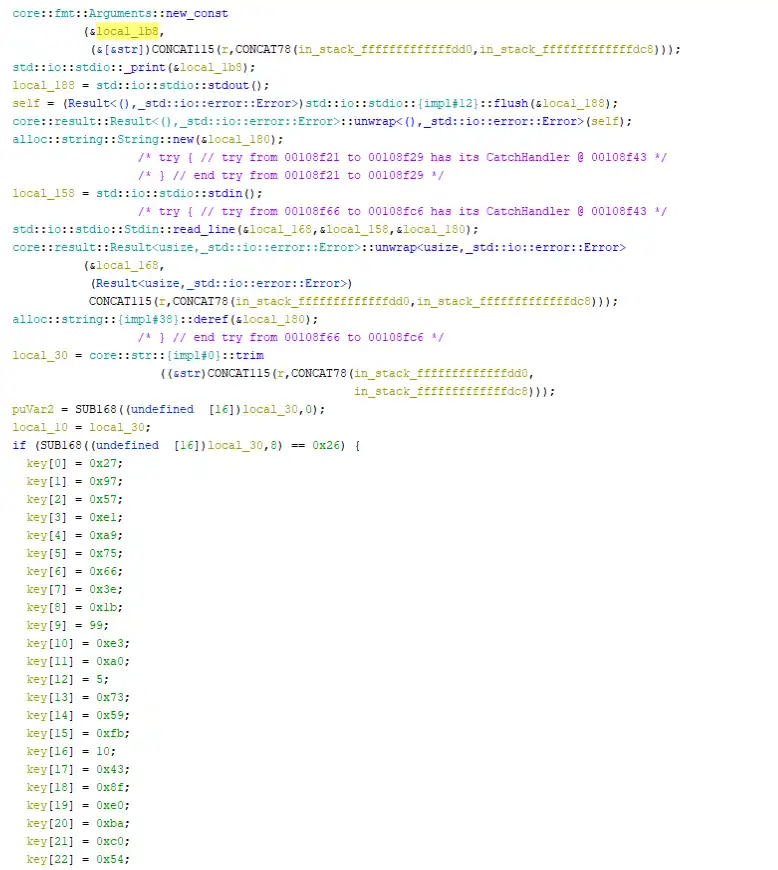 core::fmt::Arguments::new_const
(&local_1b8,
(&[&str])CONCAT115(r,CONCAT78(in_stack_fffffffffffffdd0,in_stack_fffffffffffffdc8)));
std::io::stdio::_print(&local_1b8);
local_188 = std::io::stdio::stdout();
self = (Result<(),_std::io::error::Error>)std::io::stdio::{impl#12}::flush(&local_188);
core::result::Result<(),_std::io::error::Error>::unwrap<(),_std::io::error::Error>(self);
alloc::string::String::new(&local_180);
/* try { // try from 00108f21 to 00108f29 has its CatchHandler @ 00108f43 */
/* } // end try from 00108f21 to 00108f29 */
local_158 = std::io::stdio::stdin();
/* try { // try from 00108f66 to 00108fc6 has its CatchHandler @ 00108f43 */
std::io::stdio::Stdin::read_line(&local_168,&local_158,&local_180);
core::result::Result<usize,_std::io::error::Error>::unwrap<usize,_std::io::error::Error>
(&local_168,
(Result<usize,_std::io::error::Error>)
CONCAT115(r,CONCAT78(in_stack_fffffffffffffdd0,in_stack_fffffffffffffdc8)));
alloc::string::{impl#38}::deref(&local_180);
/* } // end try from 00108f66 to 00108fc6 */
local_30 = core::str::{impl#0}::trim
((&str)CONCAT115(r,CONCAT78(in_stack_fffffffffffffdd0,
in_stack_fffffffffffffdc8)));
puVar2 = SUB168((undefined  [16])local_30,0);
local_10 = local_30;
if (SUB168((undefined  [16])local_30,8) == 0x26) {
key[0] = 0x27;
key[1] = 0x97;
key[2] = 0x57;
key[3] = 0xe1;
key[4] = 0xa9;
key[5] = 0x75;
key[6] = 0x66;
key[7] = 0x3e;
key[8] = 0x1b;
key[9] = 99;
key[10] = 0xe3;
key[11] = 0xa0;
key[12] = 5;
key[13] = 0x73;
key[14] = 0x59;
key[15] = 0xfb;
key[16] = 10;
key[17] = 0x43;
key[18] = 0x8f;
key[19] = 0xe0;
key[20] = 0xba;
key[21] = 0xc0;
key[22] = 0x54;